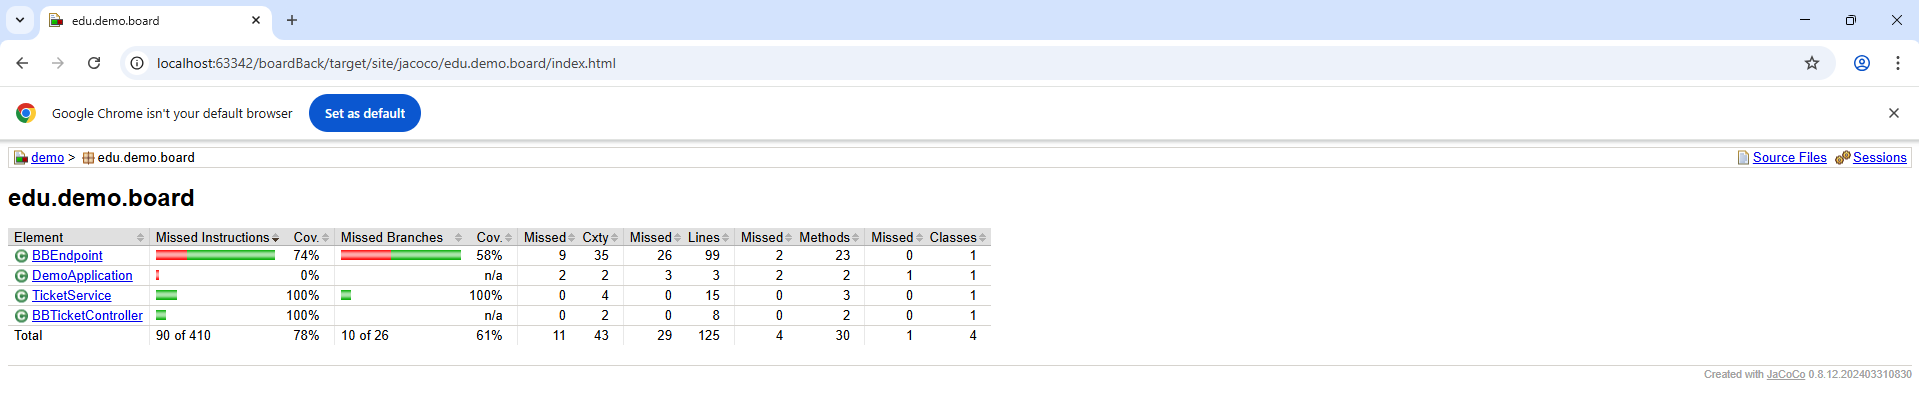 edu.demo.board
localhost:63342/boardBack/target/site/jacoco/edu.demo.board/index.html
Google Chrome isn't your default browser Set as default
demo > edu.demo.board Source Files Sessions
edu.demo.board
Element Missed Instructions Cov. Missed Branches Cov. Missed Cxty Missed Lines Missed Methods Missed Classes
BBEndpoint 74% 58% 9 35 26 99 2 23 0 1
DemoApplication 0% n/a 2 2 3 3 2 2 1 1
TicketService 100% 100% 0 4 0 15 0 3 0 1
BBTicketController 100% n/a 0 2 0 8 0 2 0 1
Total 90 of 410 78% 10 of 26 61% 11 43 29 125 4 30 1 4
Created with JaCoCo 0.8.12.202403310830